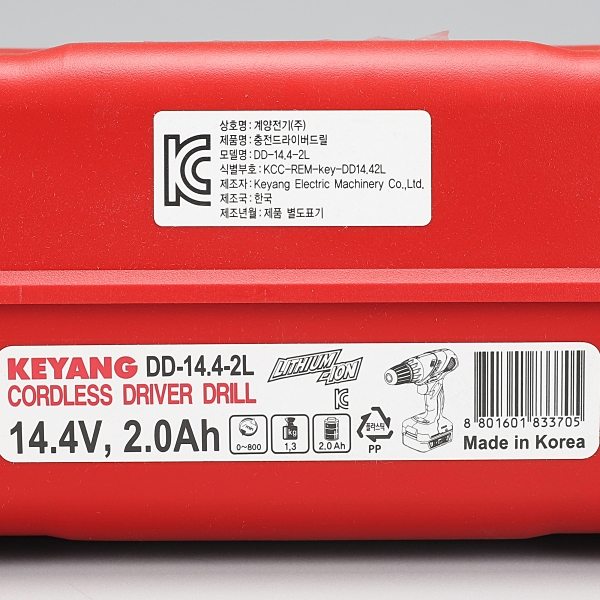 상호명 : 계양전기(주)
제품명 : 충전드라이버드릴
모델명 : DD-14.4-2L
식별부호 : KCC-REM-key-DD14.42L
제조자 : Keyang Electric Machinery Co.,Ltd.
제조국 : 한국
제조년월 : 제품 별도표기
KEYANG DD-14.4-2L
CORDLESS DRIVER DRILL
14.4V, 2.0Ah
LITHIUM-ION
0~800
kg
1.3
2.0 Ah
플라스틱
PP
8 801601 833705
Made in Korea